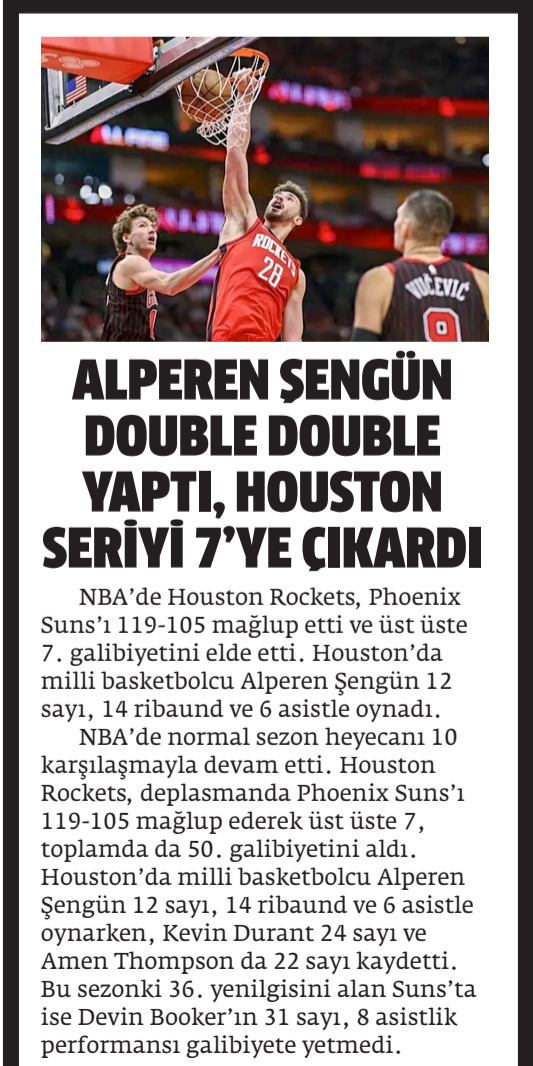 ROCKETS
28
VUČEVIĆ
9
ALPEREN ŞENGÜN
DOUBLE DOUBLE
YAPTI, HOUSTON
SERİYİ 7’YE ÇIKARDI
NBA’de Houston Rockets, Phoenix
Suns’ı 119-105 mağlup etti ve üst üste
7. galibiyetini elde etti. Houston’da
milli basketbolcu Alperen Şengün 12
sayı, 14 ribaund ve 6 asistle oynadı.
NBA’de normal sezon heyecanı 10
karşılaşmayla devam etti. Houston
Rockets, deplasmanda Phoenix Suns’ı
119-105 mağlup ederek üst üste 7,
toplamda da 50. galibiyetini aldı.
Houston’da milli basketbolcu Alperen
Şengün 12 sayı, 14 ribaund ve 6 asistle
oynarken, Kevin Durant 24 sayı ve
Amen Thompson da 22 sayı kaydetti.
Bu sezonki 36. yenilgisini alan Suns’ta
ise Devin Booker’ın 31 sayı, 8 asistlik
performansı galibiyete yetmedi.